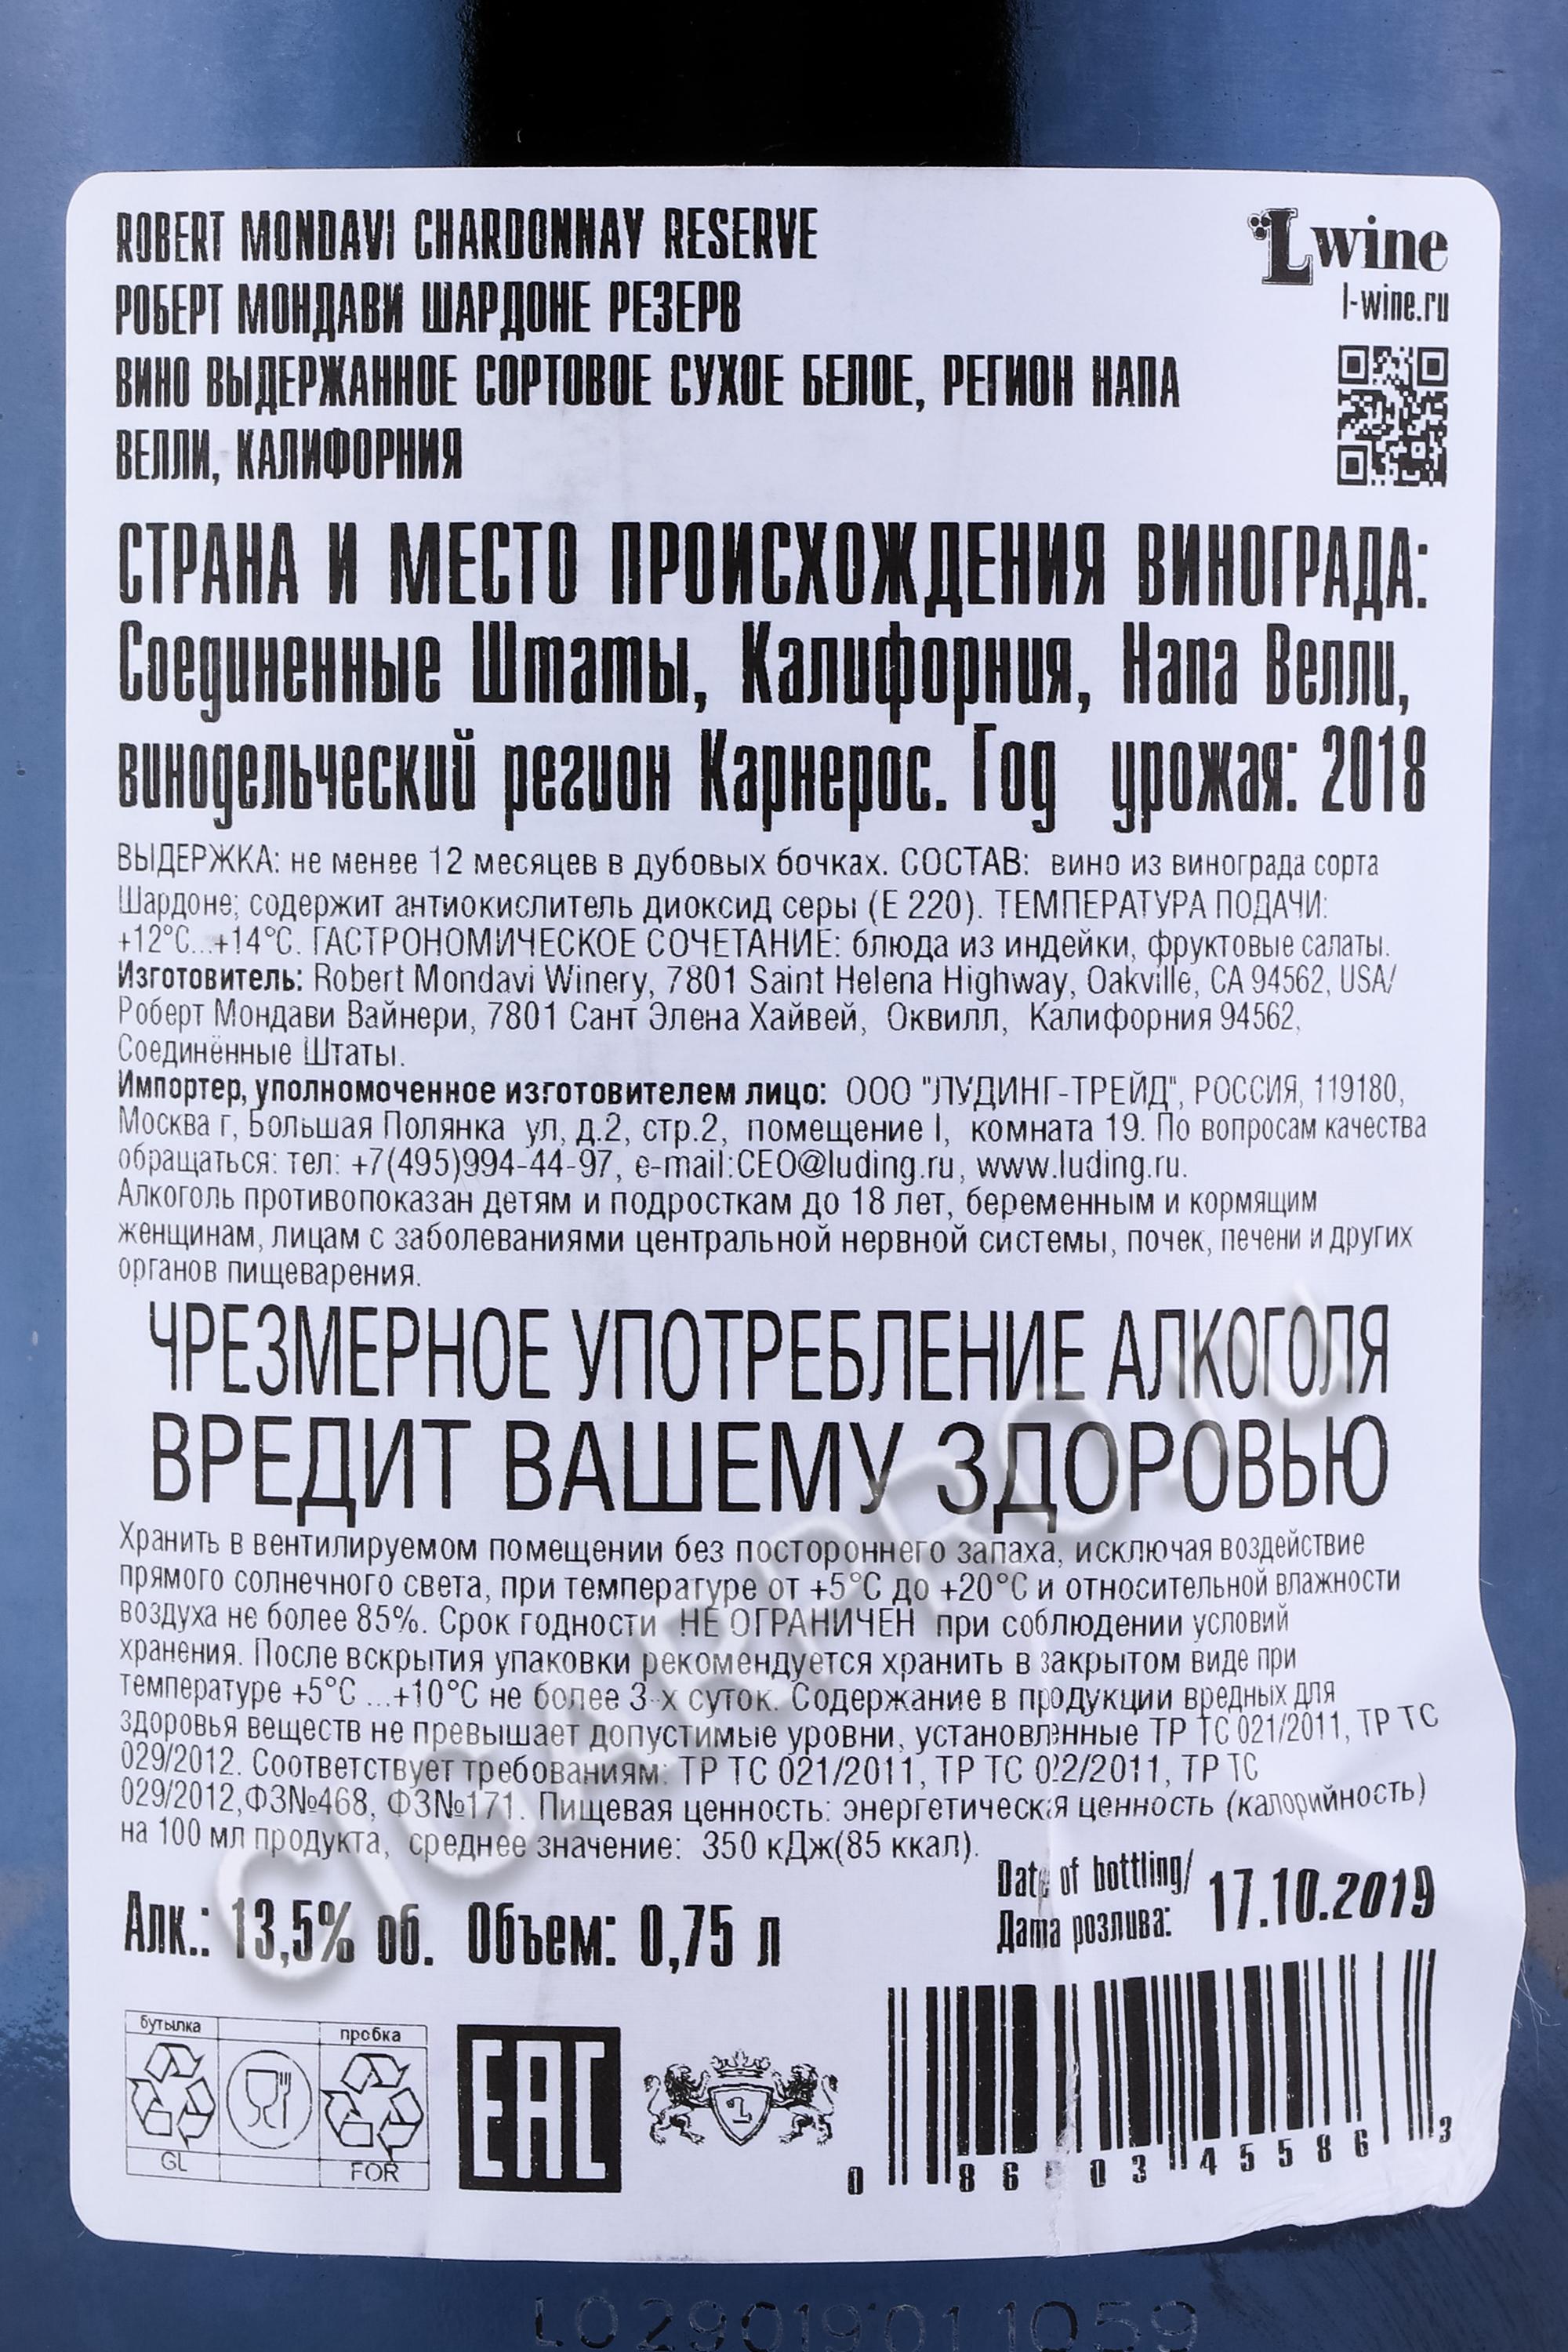 ROBERT MONDAVI CHARDONNAY RESERVE
Lwine
l-wine.ru
РОБЕРТ МОНДАВИ ШАРДОНЕ РЕЗЕРВ
ВИНО ВЫДЕРЖАННОЕ СОРТОВОЕ СУХОЕ БЕЛОЕ, РЕГИОН НАПА
ВЕЛЛИ, КАЛИФОРНИЯ
СТРАНА И МЕСТО ПРОИСХОЖДЕНИЯ ВИНОГРАДА:
Соединенные Штаты, Калифорния, Напа Велли,
винодельческий регион Карнерос. Год урожая: 2018
ВЫДЕРЖКА: не менее 12 месяцев в дубовых бочках. СОСТАВ: вино из винограда сорта
Шардоне; содержит антиокислитель диоксид серы (Е 220). ТЕМПЕРАТУРА ПОДАЧИ:
+12°С...+14°С. ГАСТРОНОМИЧЕСКОЕ СОЧЕТАНИЕ: блюда из индейки, фруктовые салаты.
Изготовитель: Robert Mondavi Winery, 7801 Saint Helena Highway, Oakville, CA 94562, USA/
Роберт Мондави Вайнери, 7801 Сант Элена Хайвей, Оквилл, Калифорния 94562,
Соединённые Штаты.
Импортер, уполномоченное изготовителем лицо: ООО "ЛУДИНГ-ТРЕЙД", РОССИЯ, 119180,
Москва г, Большая Полянка ул, д.2, стр.2, помещение I, комната 19. По вопросам качества
обращаться: тел: +7(495)994-44-97, e-mail:CEO@luding.ru, www.luding.ru.
Алкоголь противопоказан детям и подросткам до 18 лет, беременным и кормящим
женщинам, лицам с заболеваниями центральной нервной системы, почек, печени и других
органов пищеварения.
ЧРЕЗМЕРНОЕ УПОТРЕБЛЕНИЕ АЛКОГОЛЯ
ВРЕДИТ ВАШЕМУ ЗДОРОВЬЮ
Хранить в вентилируемом помещении без постороннего запаха, исключая воздействие
прямого солнечного света, при температуре от +5°С до +20°С и относительной влажности
воздуха не более 85%. Срок годности НЕ ОГРАНИЧЕН при соблюдении условий
хранения. После вскрытия упаковки рекомендуется хранить в закрытом виде при
температуре +5°С ...+10°С не более 3-х суток. Содержание в продукции вредных для
здоровья веществ не превышает допустимые уровни, установленные ТР ТС 021/2011, ТР ТС
029/2012. Соответствует требованиям: ТР ТС 021/2011, ТР ТС 022/2011, ТР ТС
029/2012,ФЗ№468, ФЗ№171. Пищевая ценность: энергетическая ценность (калорийность)
на 100 мл продукта, среднее значение: 350 кДж(85 ккал).
Date of bottling/
Дата розлива: 17.10.2019
Алк.: 13,5% об. Объем: 0,75 л
бутылка пробка
GL FOR
EAC
L
0 86 03 45586 3
CIGARPRO.RU
L029019'011059